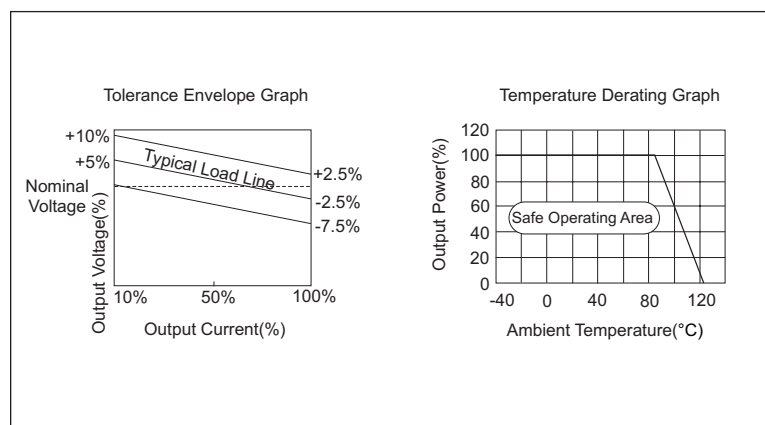 Tolerance Envelope Graph
+10%
+5%
Nominal
Voltage
Output Voltage(%)
Typical Load Line
+2.5%
-2.5%
-7.5%
10%
50%
100%
Output Current(%)
Temperature Derating Graph
Output Power(%)
120
100
80
60
40
20
0
Safe Operating Area
-40
0
40
80
120
Ambient Temperature(°C)